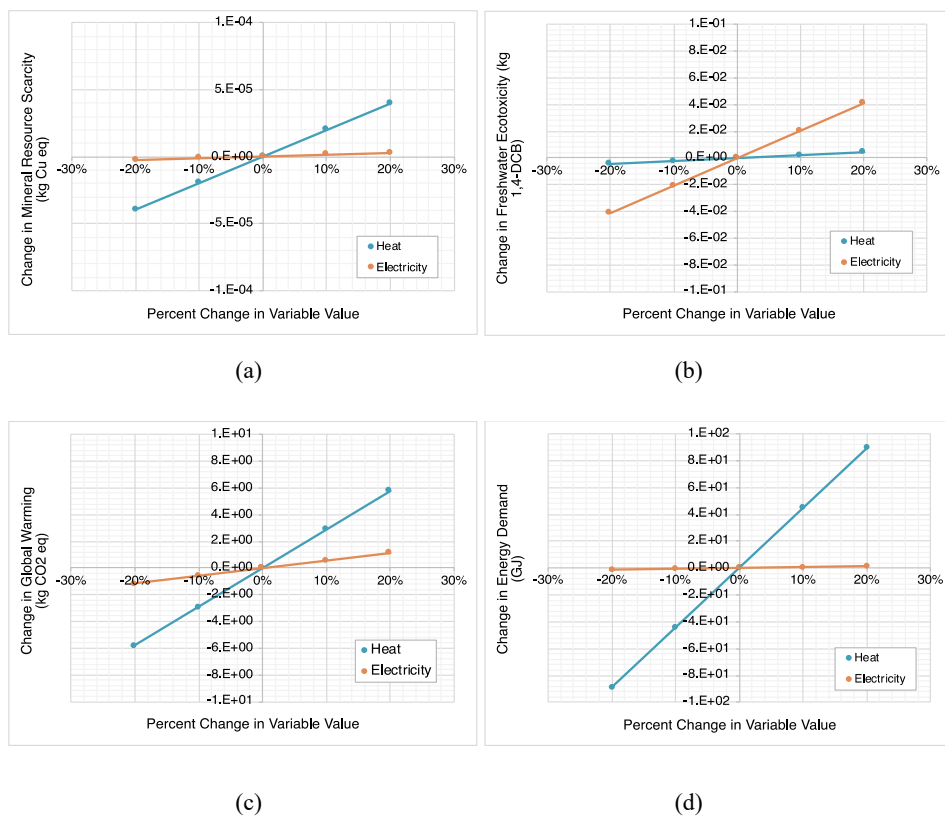 1.E-04
5.E-05
0.E+00
-30%
-20%
-10%
0%
10%
20%
30%
-5.E-05
-1.E-04
Change in Mineral Resource Scarcity
(kg Cu eq)
Heat
Electricity
Percent Change in Variable Value
(a)
1.E-01
8.E-02
6.E-02
4.E-02
2.E-02
0.E+00
-30%
-20%
-10%
0%
10%
20%
30%
-2.E-02
-4.E-02
-6.E-02
-8.E-02
-1.E-01
Change in Freshwater Ecotoxicity (kg
1,4-DCB)
Heat
Electricity
Percent Change in Variable Value
(b)
1.E+01
8.E+00
6.E+00
4.E+00
2.E+00
0.E+00
-30%
-20%
-10%
0%
10%
20%
30%
-2.E+00
-4.E+00
-6.E+00
-8.E+00
-1.E+01
Change in Global Warming
(kg CO2 eq)
Heat
Electricity
Percent Change in Variable Value
(c)
1.E+02
8.E+01
6.E+01
4.E+01
2.E+01
0.E+00
-30%
-20%
-10%
0%
10%
20%
30%
-2.E+01
-4.E+01
-6.E+01
-8.E+01
-1.E+02
Change in Energy Demand
(GJ)
Heat
Electricity
Percent Change in Variable Value
(d)